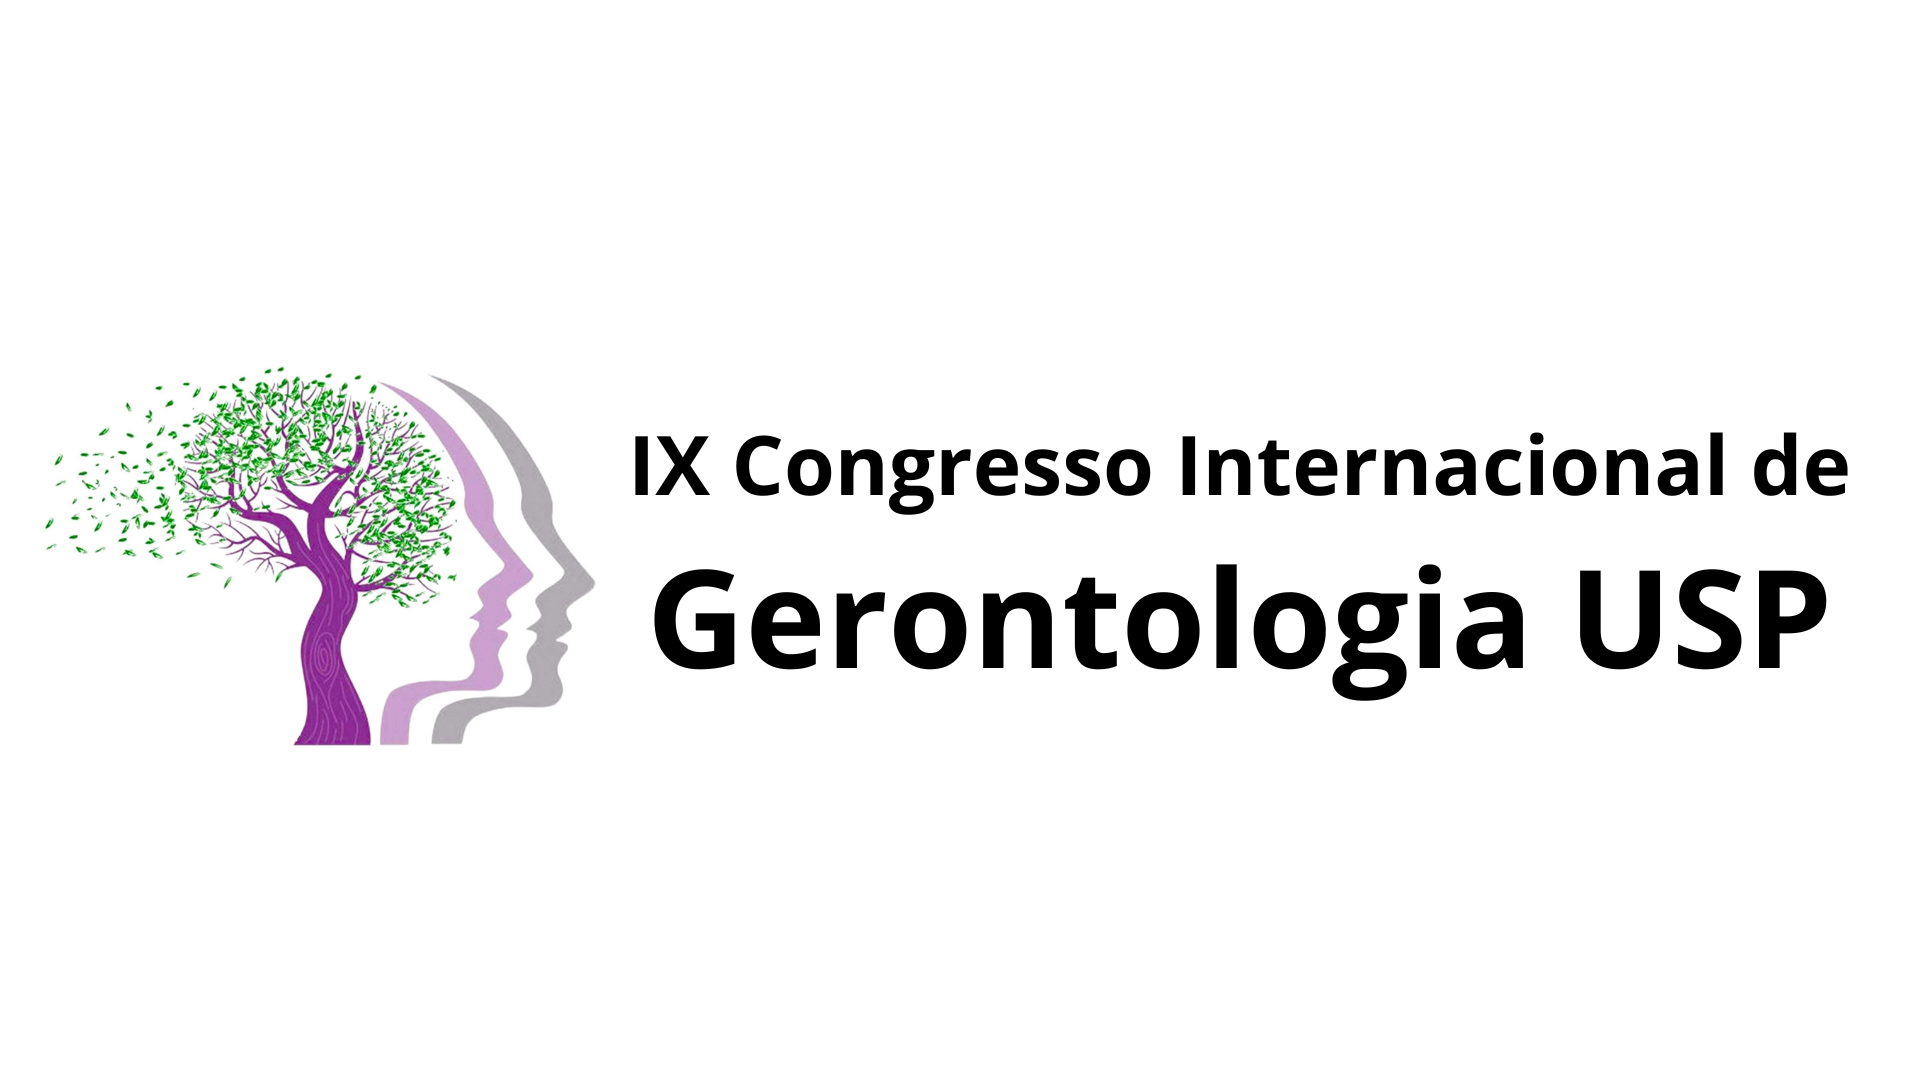 IX Congresso Internacional de
Gerontologia USP